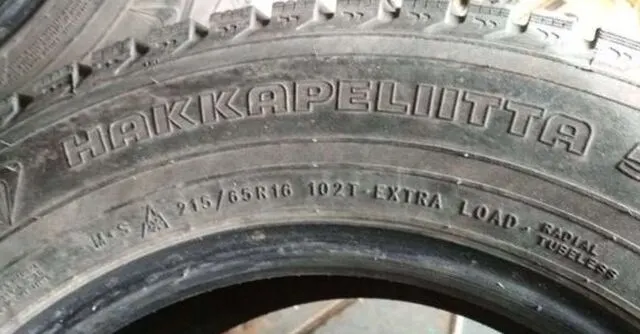 HAKKAPELIITTA
M+S 215/65R16 102T - EXTRA LOAD - RADIAL
TUBELESS